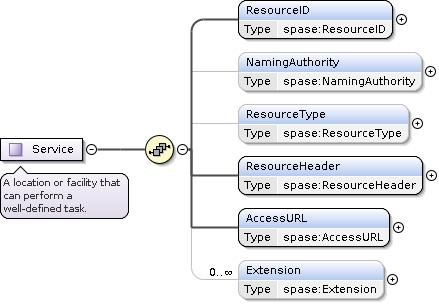 ResourceID
Type spase:ResourceID
NamingAuthority
Type spase:NamingAuthority
ResourceType
Type spase:ResourceType
Service
ResourceHeader
Type spase:ResourceHeader
A location or facility that
can perform a
well-defined task.
AccessURL
Type spase:AccessURL
0..∞
Extension
Type spase:Extension